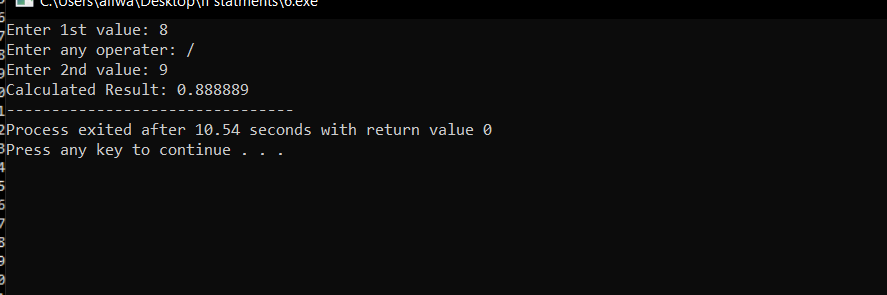 C:\Users\aliwa\Desktop\if statments\6.exe
Enter 1st value: 8
Enter any operater: /
Enter 2nd value: 9
Calculated Result: 0.888889
--------------------------------
Process exited after 10.54 seconds with return value 0
Press any key to continue . . .